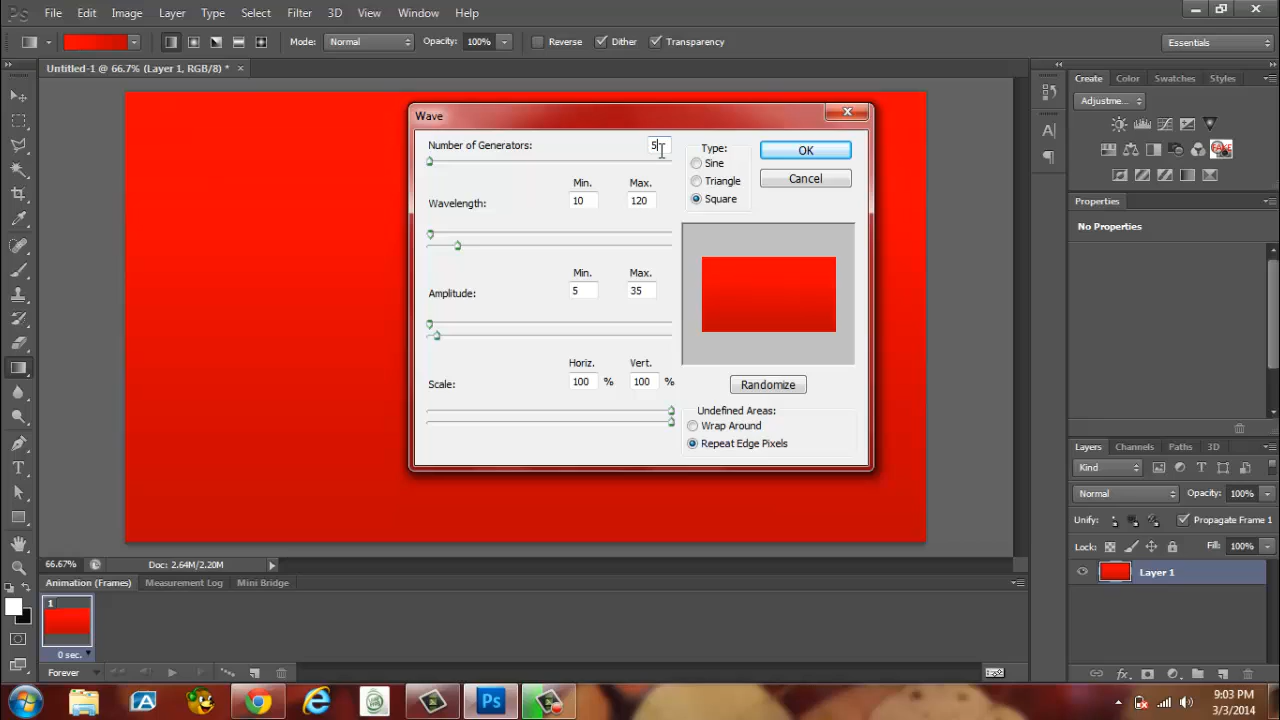 Ps File Edit Image Layer Type Select Filter 3D View Window Help
Mode: Normal Opacity: 100% Reverse Dither Transparency Essentials
Untitled-1 @ 66.7% (Layer 1, RGB/8) * ×
Create Color Swatches Styles
Adjustme...
FAKE
Properties
No Properties
Wave
Number of Generators: 5
Min. Max.
Wavelength: 10 120
Min. Max.
Amplitude: 5 35
Horiz. Vert.
Scale: 100 % 100 %
Type:
Sine
Triangle
Square
OK
Cancel
Randomize
Undefined Areas:
Wrap Around
Repeat Edge Pixels
Layers Channels Paths 3D
Kind
Normal Opacity: 100%
Unify: Propagate Frame 1
Lock: Fill: 100%
Layer 1
66.67% Doc: 2.64M/2.20M
Animation (Frames) Measurement Log Mini Bridge
1
0 sec.
Forever
Ps
9:03 PM
3/3/2014